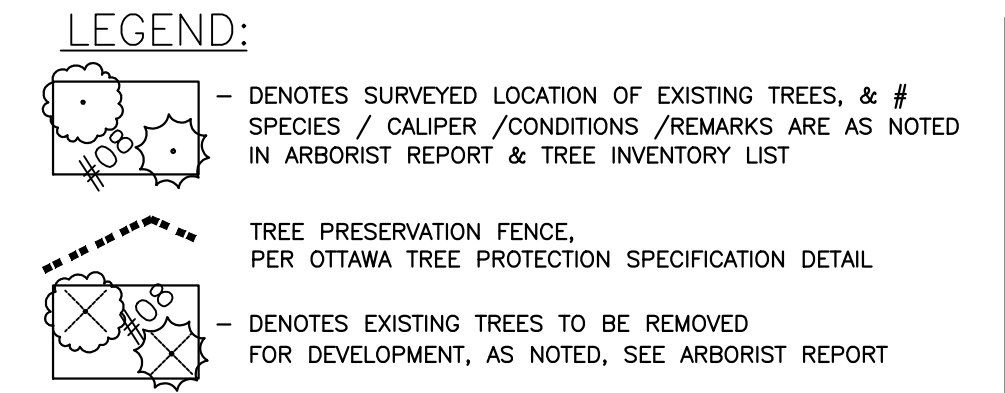 LEGEND:
#08
— DENOTES SURVEYED LOCATION OF EXISTING TREES, & #
SPECIES / CALIPER /CONDITIONS /REMARKS ARE AS NOTED
IN ARBORIST REPORT & TREE INVENTORY LIST
TREE PRESERVATION FENCE,
PER OTTAWA TREE PROTECTION SPECIFICATION DETAIL
#08
— DENOTES EXISTING TREES TO BE REMOVED
FOR DEVELOPMENT, AS NOTED, SEE ARBORIST REPORT